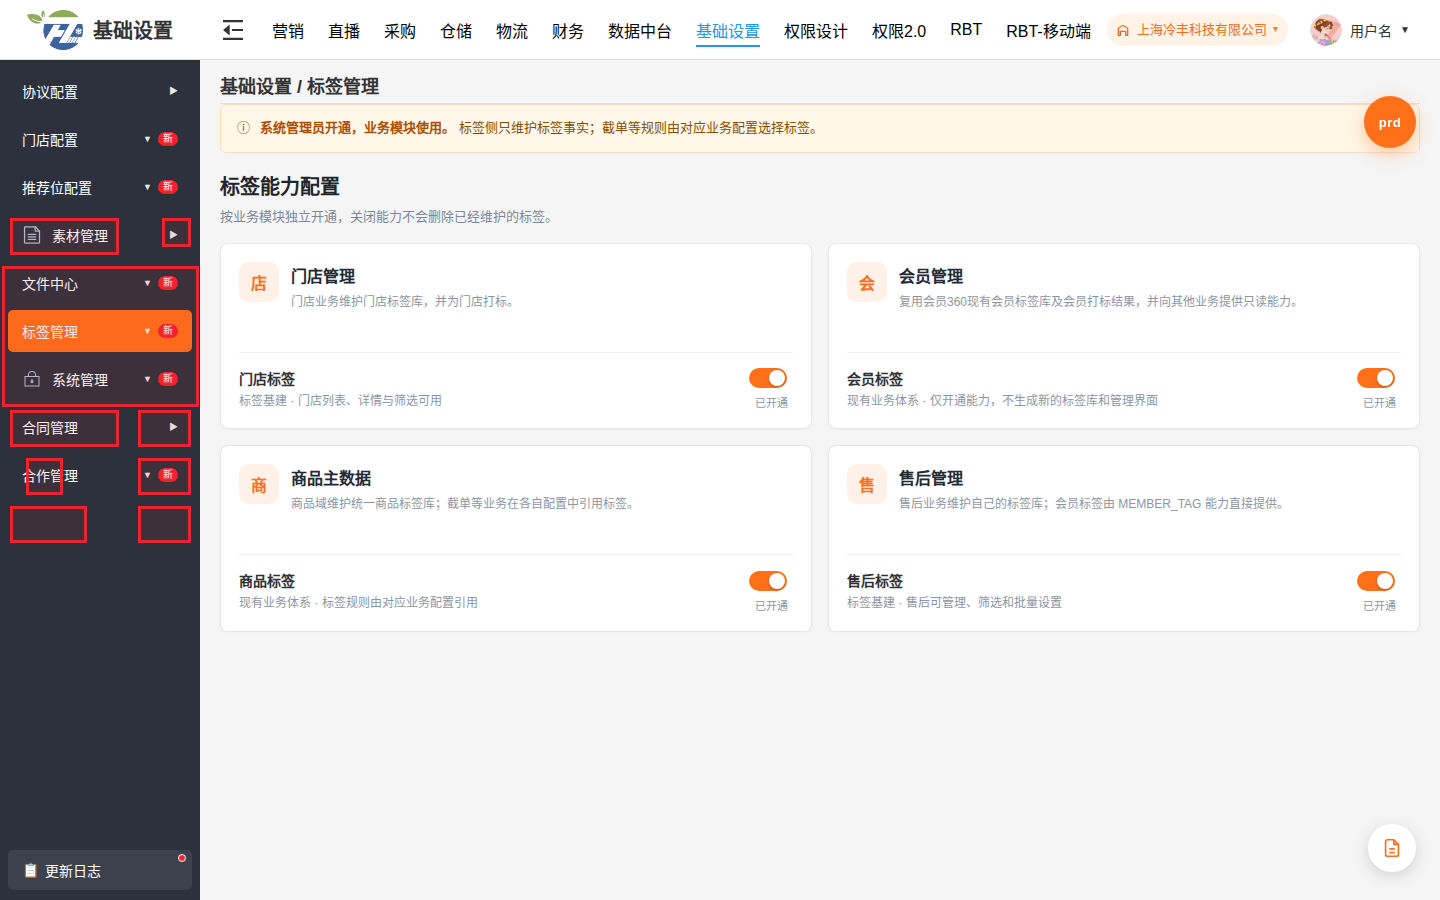 基础设置
营销 直播 采购 仓储 物流 财务 数据中台 基础设置 权限设计 权限2.0 RBT RBT-移动端
上海冷丰科技有限公司
用户名
协议配置
门店配置 新
推荐位配置 新
素材管理
文件中心 新
标签管理 新
系统管理 新
合同管理
合作管理 新
更新日志
基础设置 / 标签管理
系统管理员开通，业务模块使用。 标签侧只维护标签事实；截单等规则由对应业务配置选择标签。
prd
标签能力配置
按业务模块独立开通，关闭能力不会删除已经维护的标签。
店 门店管理
门店业务维护门店标签库，并为门店打标。
门店标签
标签基建 · 门店列表、详情与筛选可用
已开通
会 会员管理
复用会员360现有会员标签库及会员打标结果，并向其他业务提供只读能力。
会员标签
现有业务体系 · 仅开通能力，不生成新的标签库和管理界面
已开通
商 商品主数据
商品域维护统一商品标签库；截单等业务在各自配置中引用标签。
商品标签
现有业务体系 · 标签规则由对应业务配置引用
已开通
售 售后管理
售后业务维护自己的标签库；会员标签由 MEMBER_TAG 能力直接提供。
售后标签
标签基建 · 售后可管理、筛选和批量设置
已开通